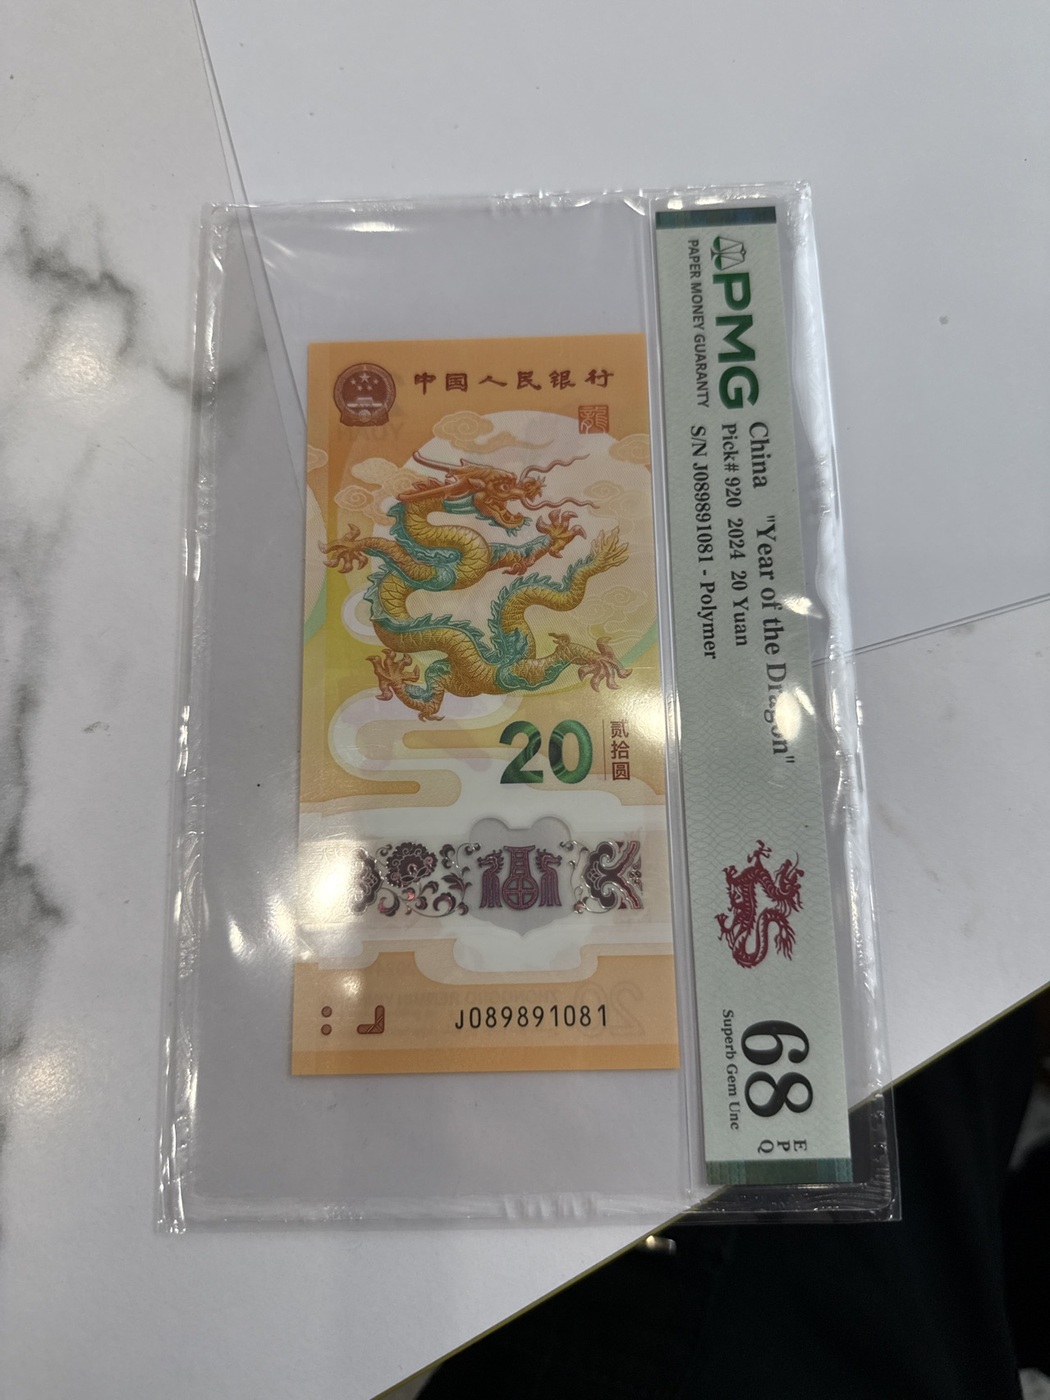 中国人民银行
龍
20
贰拾圆
J089891081
PMG
PAPER MONEY GUARANTY
China "Year of the Dragon"
Pick# 920 2024 20 Yuan
S/N J089891081 - Polymer
68
EPQ
Superb Gem Unc